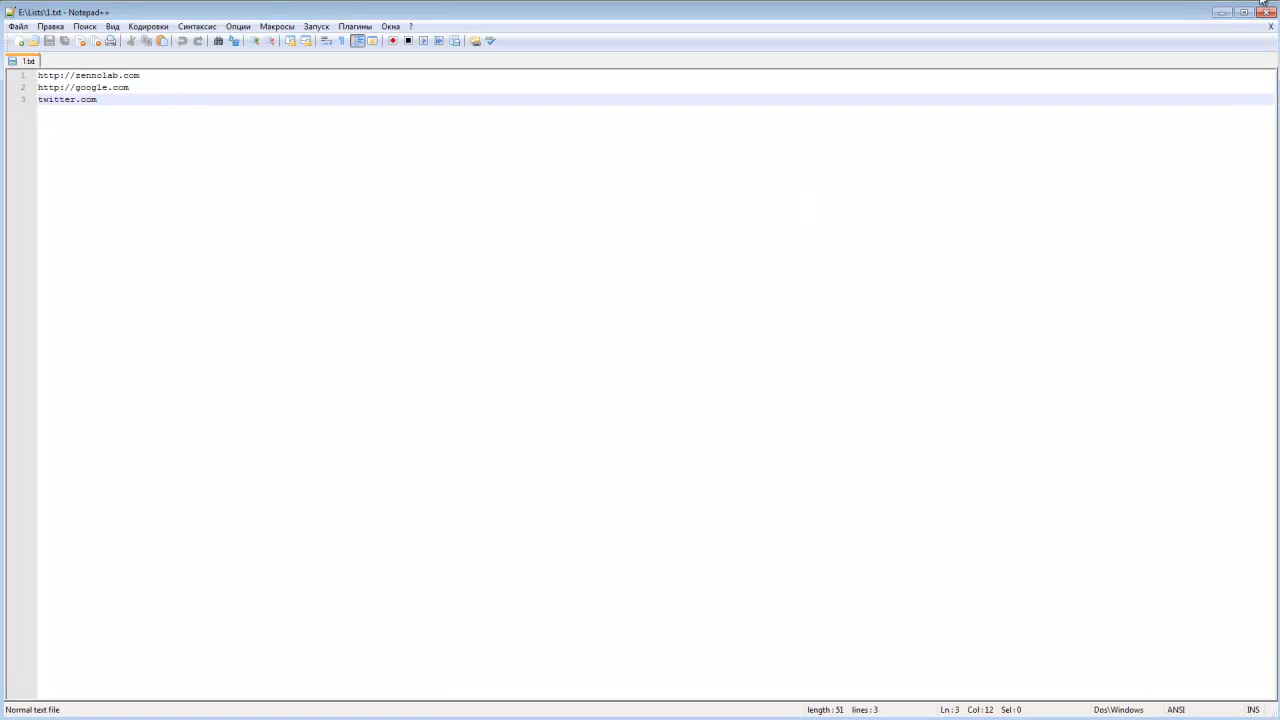 E:\Lists\1.txt - Notepad++
Файл Правка Поиск Вид Кодировки Синтаксис Опции Макросы Запуск Плагины Окна ? X
1.txt
1 http://zennolab.com
2 http://google.com
3 twitter.com
Normal text file length : 51 lines : 3 Ln : 3 Col : 12 Sel : 0 Dos\Windows ANSI INS